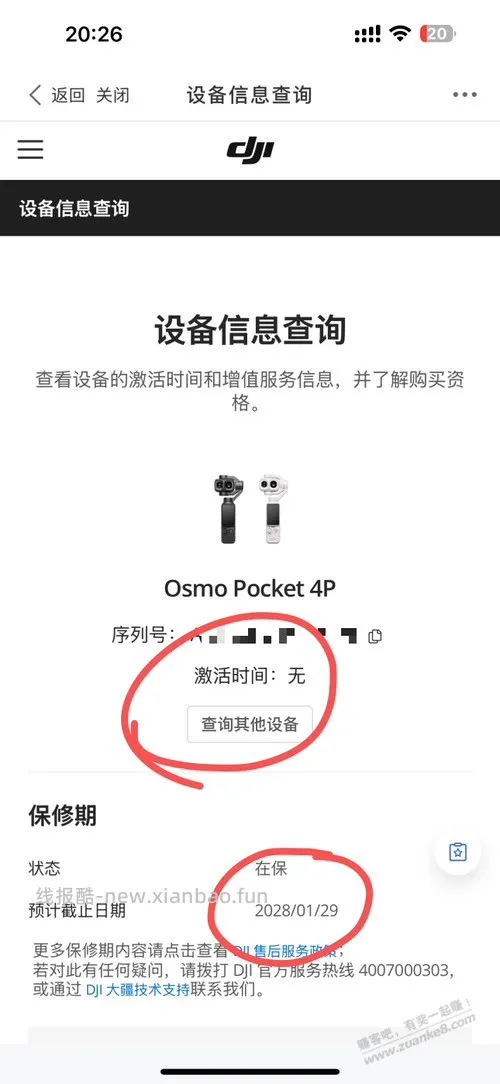 20:26
20
返回 关闭 设备信息查询
dji
设备信息查询
设备信息查询
查看设备的激活时间和增值服务信息，并了解购买资
格。
Osmo Pocket 4P
序列号：
激活时间：无
查询其他设备
保修期
状态 在保
线报酷-new.xianbao.fun
预计截止日期 2028/01/29
更多保修期内容请点击查看 DJI 售后服务政策；
若对此有任何疑问，请拨打 DJI 官方服务热线 4007000303，
或通过 DJI 大疆技术支持联系我们。
赚客吧，有奖一起赚！
www.zuanke8.com